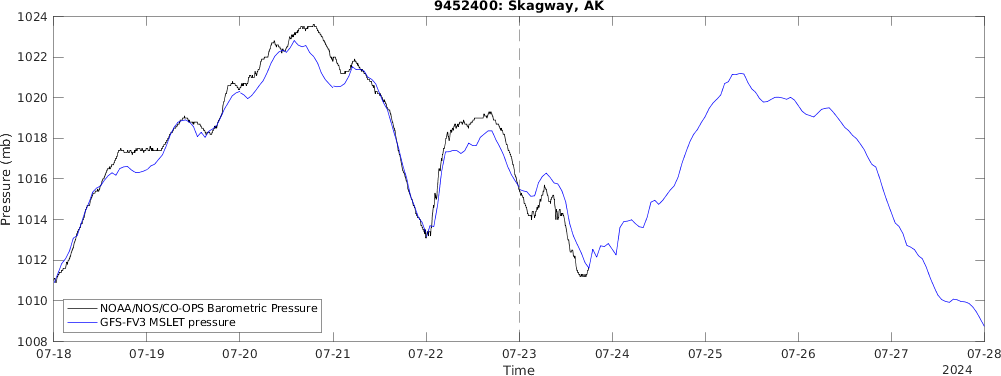 9452400: Skagway, AK
1024
1022
1020
1018
1016
1014
1012
1010
1008
Pressure (mb)
NOAA/NOS/CO-OPS Barometric Pressure
GFS-FV3 MSLET pressure
07-18 07-19 07-20 07-21 07-22 07-23 07-24 07-25 07-26 07-27 07-28
Time
2024